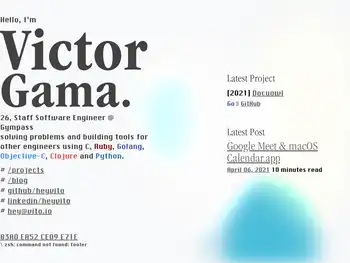 Hello, I'm
Victor
Gama.
26, Staff Software Engineer @
Gympass
solving problems and building tools for
other engineers using C, Ruby, Golang,
Objective-C, Clojure and Python.
# /projects
# /blog
# github/heyvito
# linkedin/heyvito
# hey@vito.io
B3A0 EA52 CE09 E71E
\ zsh: command not found: footer
Latest Project
[2021] Docuowl
Go § GitHub
Latest Post
Google Meet & macOS
Calendar.app
April 06, 2021 10 minutes read